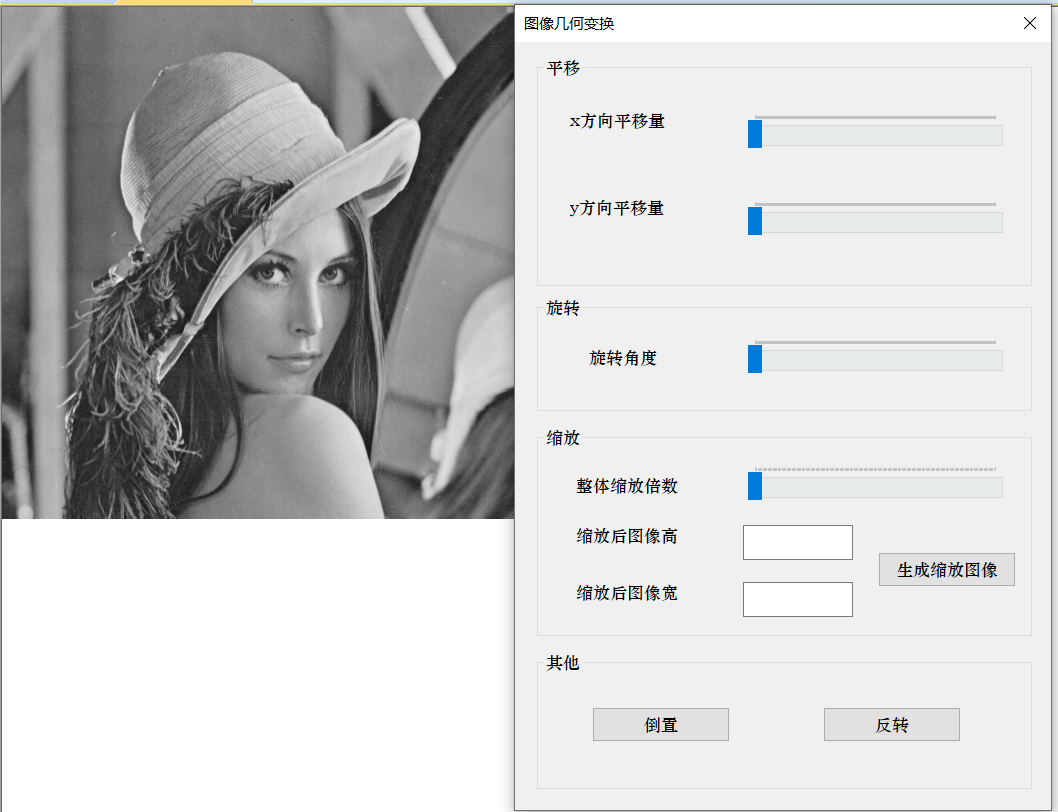 图像几何变换
平移
x方向平移量
y方向平移量
旋转
旋转角度
缩放
整体缩放倍数
缩放后图像高
生成缩放图像
缩放后图像宽
其他
倒置
反转